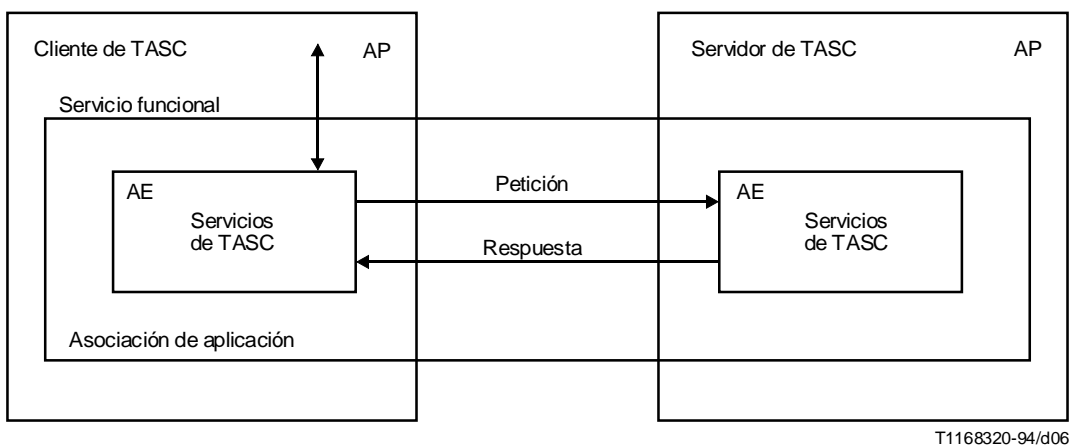 Cliente de TASC
AP
Servidor de TASC
AP
Servicio funcional
AE
Servicios
de TASC
Petición
Respuesta
AE
Servicios
de TASC
Asociación de aplicación
T1168320-94/d06